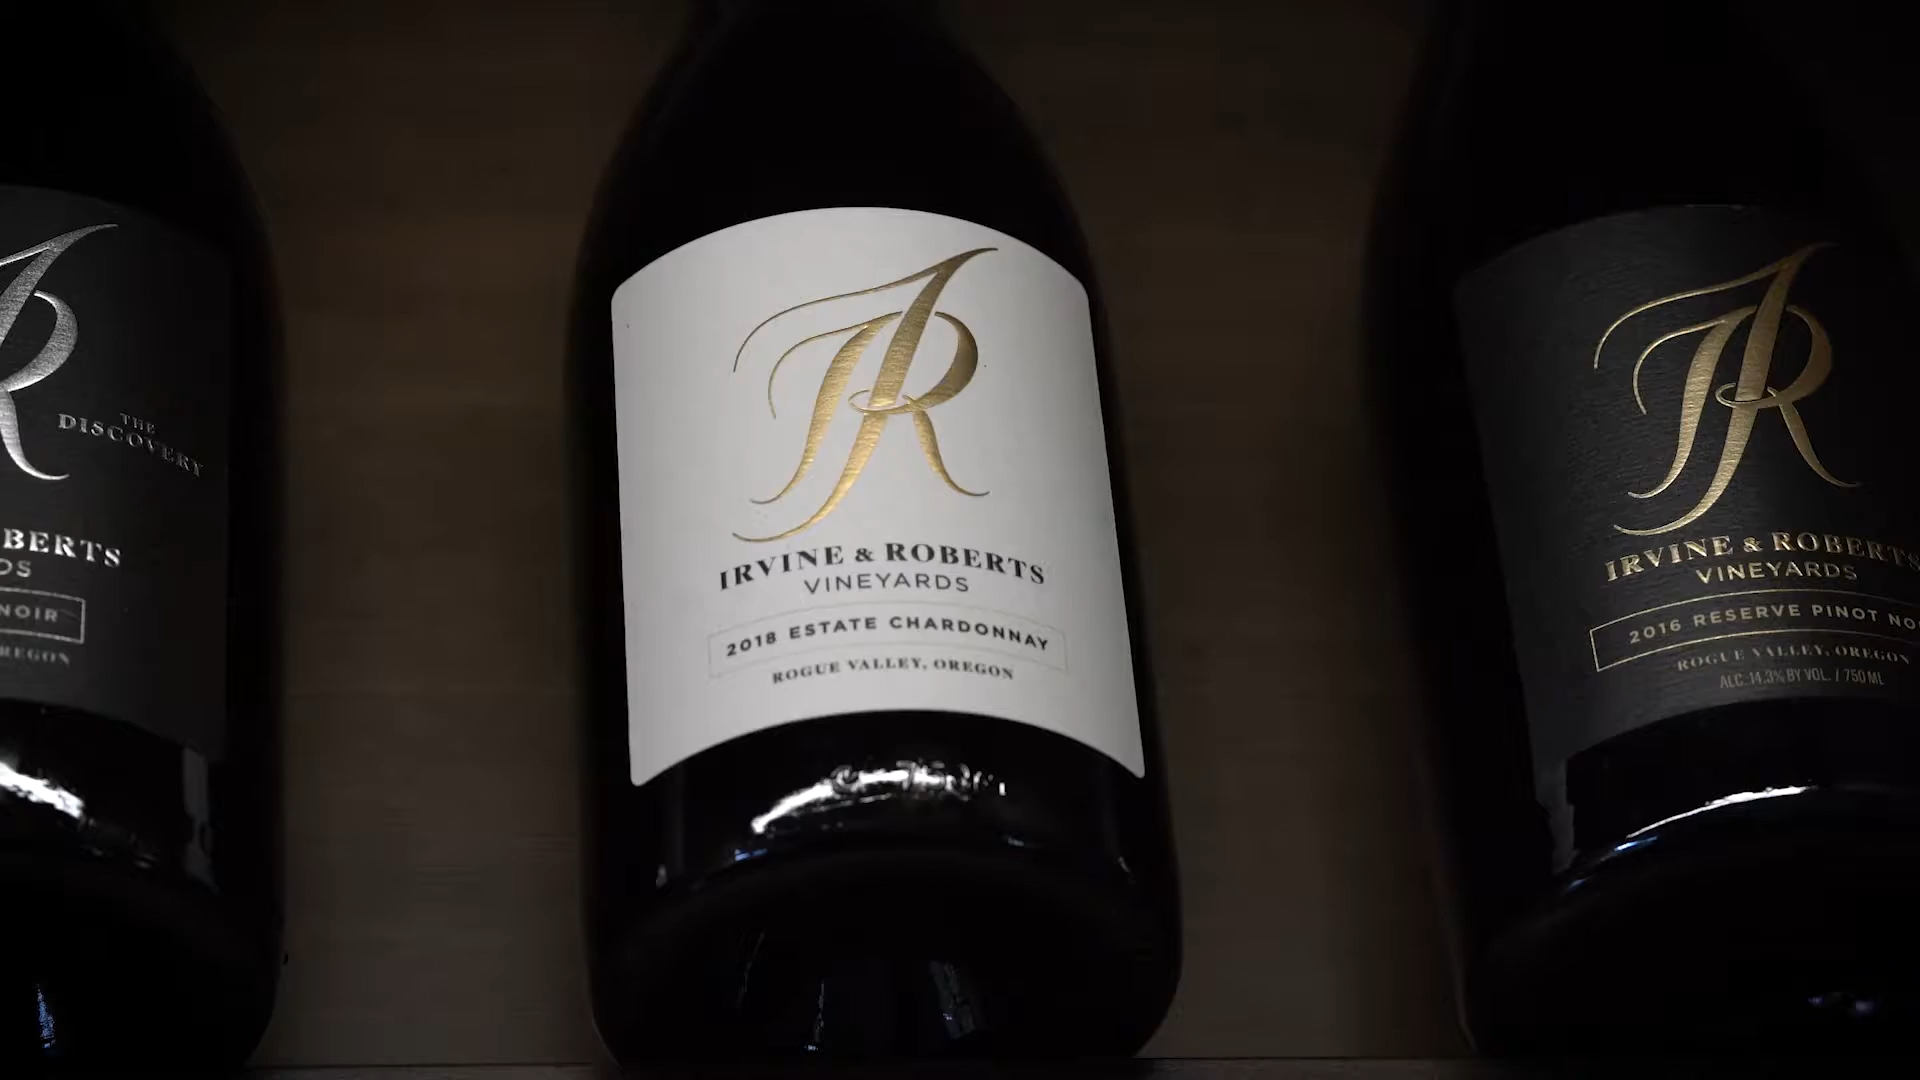 THE
DISCOVERY
BERTS
DS
NOIR
REGON
IR
IRVINE & ROBERTS
VINEYARDS
2018 ESTATE CHARDONNAY
ROGUE VALLEY, OREGON
IR
IRVINE & ROBERTS
VINEYARDS
2016 RESERVE PINOT NO
ROGUE VALLEY, OREGON
ALC. 14.3% BY VOL. / 750 ML